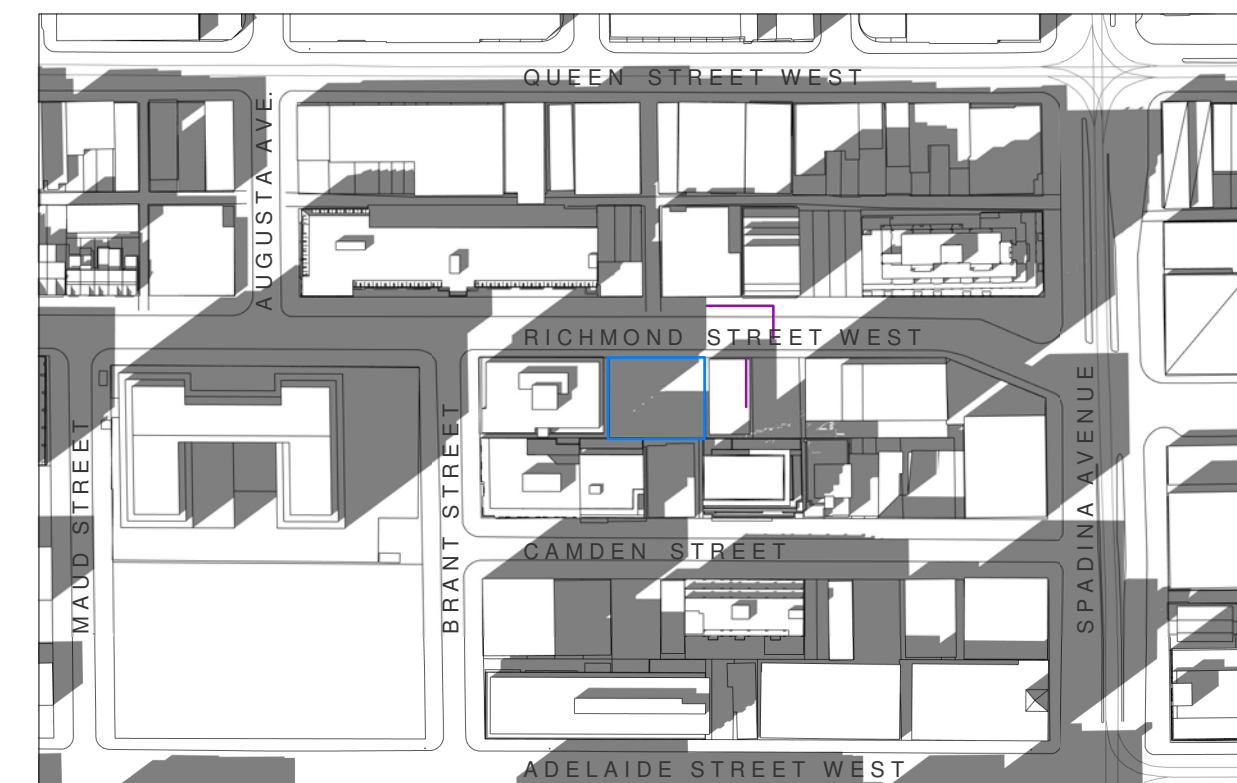 QUEEN STREET WEST
AUGUSTA AVE.
RICHMOND STREET WEST
MAUD STREET
BRANT STREET
SPADINA AVENUE
CAMDEN STREET
ADELAIDE STREET WEST